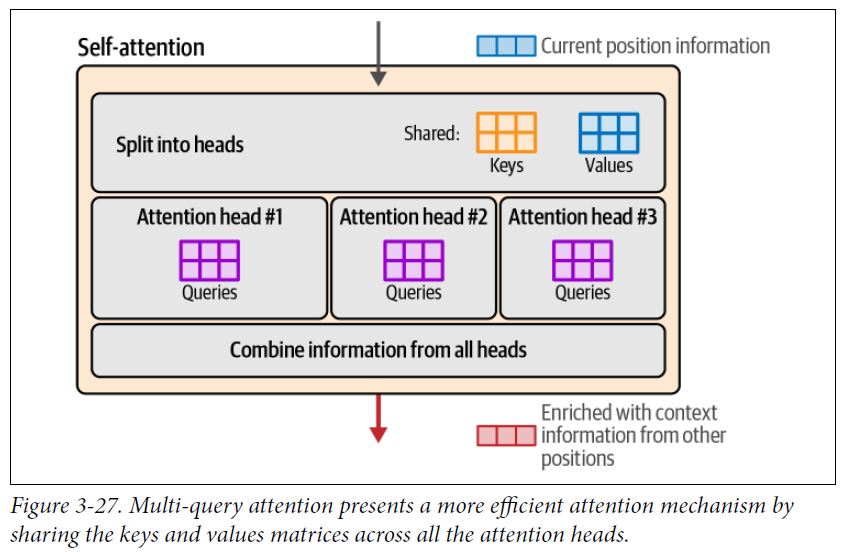 Self-attention
Current position information
Split into heads
Shared:
Keys
Values
Attention head #1
Attention head #2
Attention head #3
Queries
Queries
Queries
Combine information from all heads
Enriched with context
information from other
positions
Figure 3-27. Multi-query attention presents a more efficient attention mechanism by
sharing the keys and values matrices across all the attention heads.